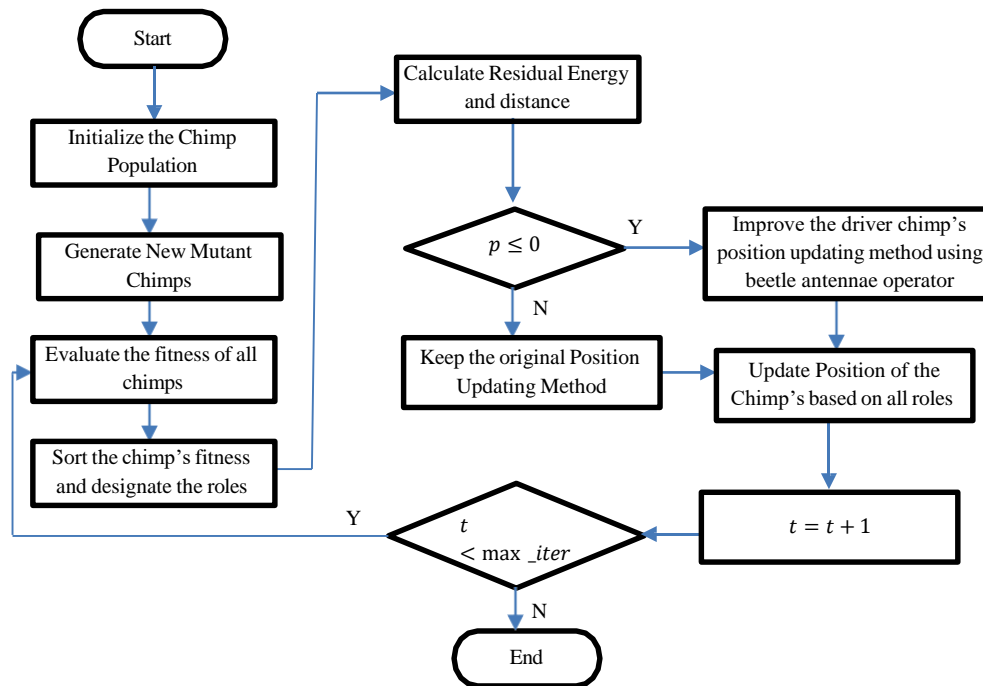 Start
Initialize the Chimp
Population
Generate New Mutant
Chimps
Evaluate the fitness of all
chimps
Sort the chimp's fitness
and designate the roles
Calculate Residual Energy
and distance
p ≤ 0
Y
N
Improve the driver chimp's
position updating method using
beetle antennae operator
Keep the original Position
Updating Method
Update Position of the
Chimp's based on all roles
t = t + 1
t
< max _iter
Y
N
End